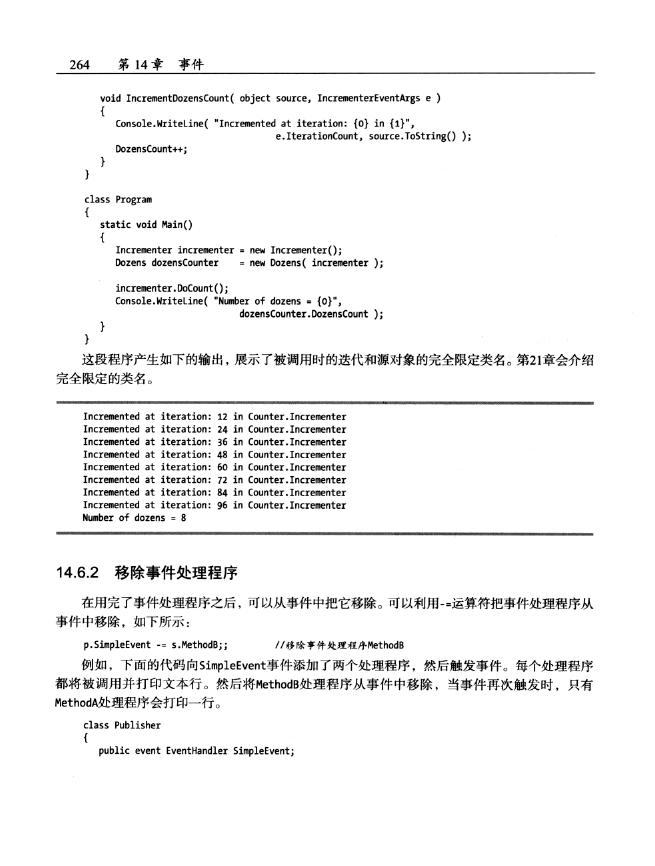 264 第14章 事件
void IncrementDozensCount( object source, IncrementerEventArgs e )
{
Console.WriteLine( "Incremented at iteration: {0} in {1}",
e.IterationCount, source.ToString() );
DozensCount++;
}
}
class Program
{
static void Main()
{
Incrementer incrementer = new Incrementer();
Dozens dozensCounter = new Dozens( incrementer );
incrementer.DoCount();
Console.WriteLine( "Number of dozens = {0}",
dozensCounter.DozensCount );
}
}
这段程序产生如下的输出，展示了被调用时的迭代和源对象的完全限定类名。第21章会介绍
完全限定的类名。
Incremented at iteration: 12 in Counter.Incrementer
Incremented at iteration: 24 in Counter.Incrementer
Incremented at iteration: 36 in Counter.Incrementer
Incremented at iteration: 48 in Counter.Incrementer
Incremented at iteration: 60 in Counter.Incrementer
Incremented at iteration: 72 in Counter.Incrementer
Incremented at iteration: 84 in Counter.Incrementer
Incremented at iteration: 96 in Counter.Incrementer
Number of dozens = 8
14.6.2 移除事件处理程序
在用完了事件处理程序之后，可以从事件中把它移除。可以利用-=运算符把事件处理程序从
事件中移除，如下所示：
p.SimpleEvent -= s.MethodB;; //移除事件处理程序MethodB
例如，下面的代码向SimpleEvent事件添加了两个处理程序，然后触发事件。每个处理程序
都将被调用并打印文本行。然后将MethodB处理程序从事件中移除，当事件再次触发时，只有
MethodA处理程序会打印一行。
class Publisher
{
public event EventHandler SimpleEvent;